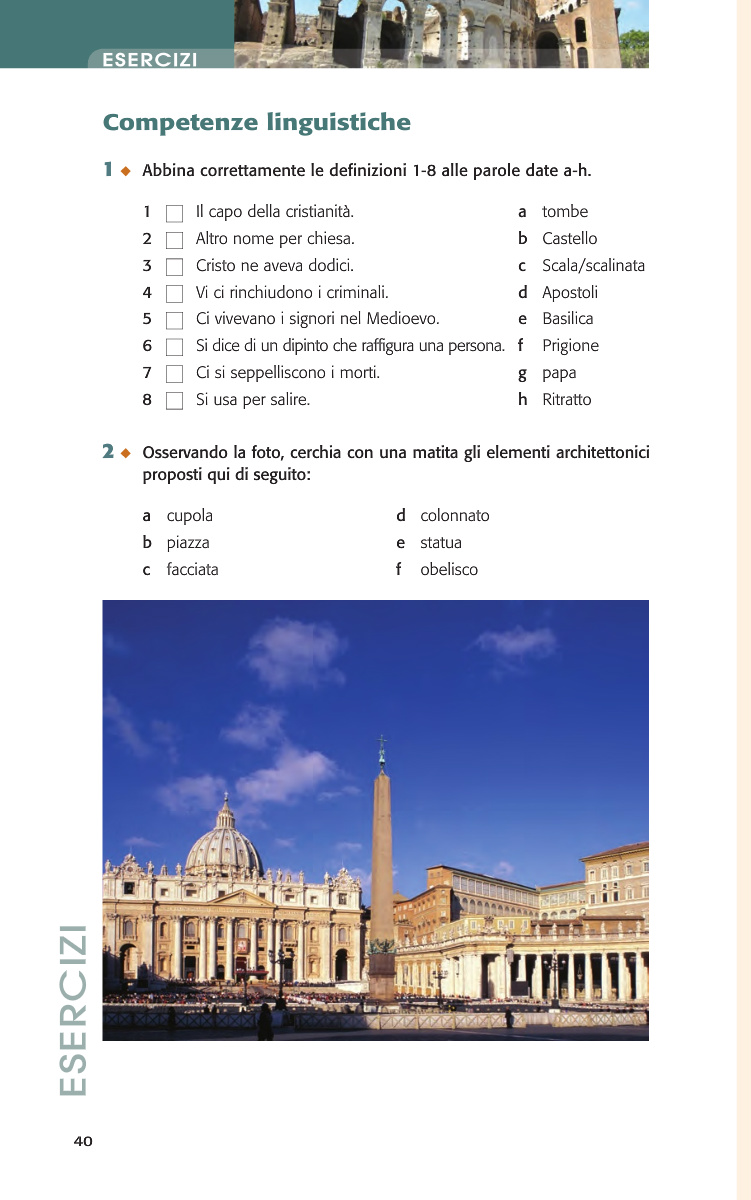 ESERCIZI
Competenze linguistiche
1 ◆ Abbina correttamente le definizioni 1-8 alle parole date a-h.
1 Il capo della cristianità. a tombe
2 Altro nome per chiesa. b Castello
3 Cristo ne aveva dodici. c Scala/scalinata
4 Vi ci rinchiudono i criminali. d Apostoli
5 Ci vivevano i signori nel Medioevo. e Basilica
6 Si dice di un dipinto che raffigura una persona. f Prigione
7 Ci si seppelliscono i morti. g papa
8 Si usa per salire. h Ritratto
2 ◆ Osservando la foto, cerchia con una matita gli elementi architettonici
proposti qui di seguito:
a cupola d colonnato
b piazza e statua
c facciata f obelisco
ESERCIZI
40